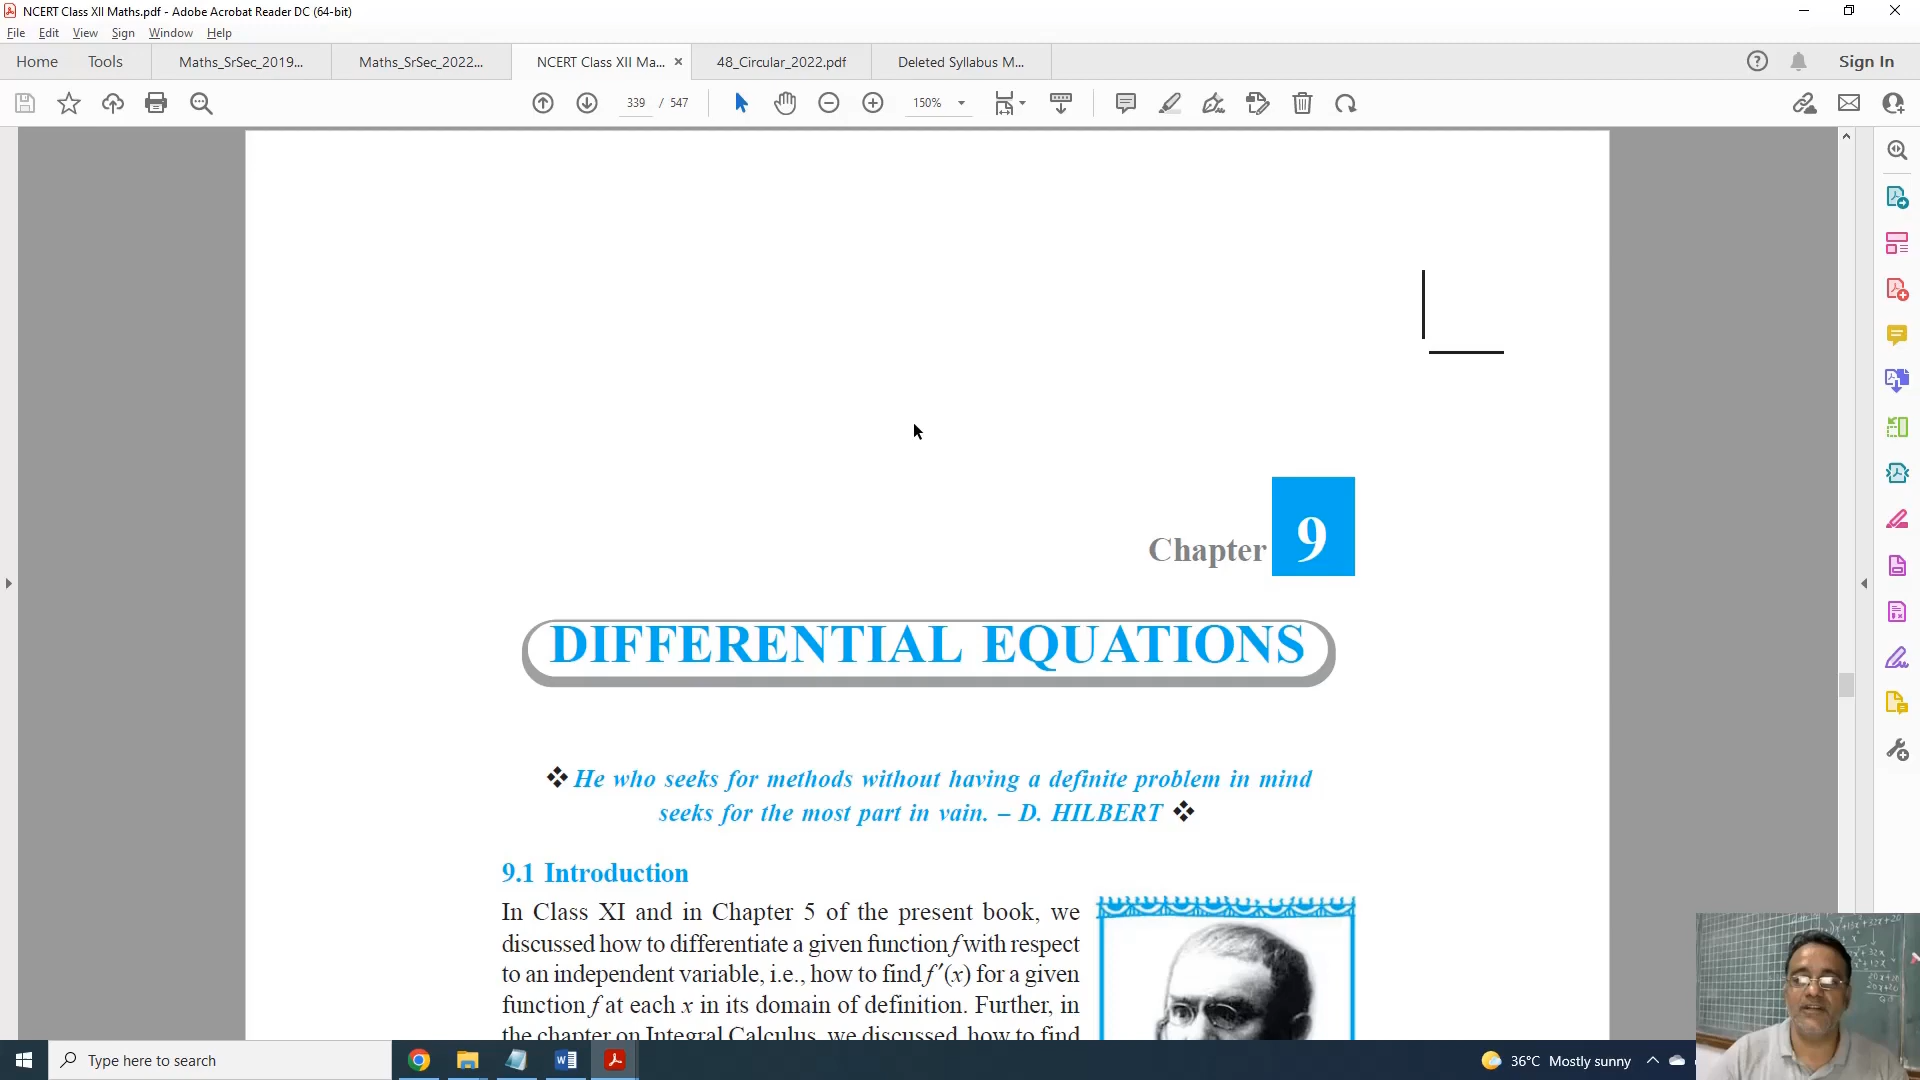 NCERT Class XII Maths.pdf - Adobe Acrobat Reader DC (64-bit)
File Edit View Sign Window Help
Home Tools Maths_SrSec_2019... Maths_SrSec_2022... NCERT Class XII Ma... × 48_Circular_2022.pdf Deleted Syllabus M... Sign In
339 / 547 150%
Chapter 9
DIFFERENTIAL EQUATIONS
❖ He who seeks for methods without having a definite problem in mind
seeks for the most part in vain. – D. HILBERT ❖
9.1 Introduction
In Class XI and in Chapter 5 of the present book, we
discussed how to differentiate a given function f with respect
to an independent variable, i.e., how to find f′(x) for a given
function f at each x in its domain of definition. Further, in
the chapter on Integral Calculus, we discussed how to find
Type here to search
36°C Mostly sunny